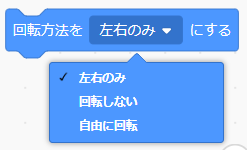 回転方法を 左右のみ にする
✓ 左右のみ
回転しない
自由に回転